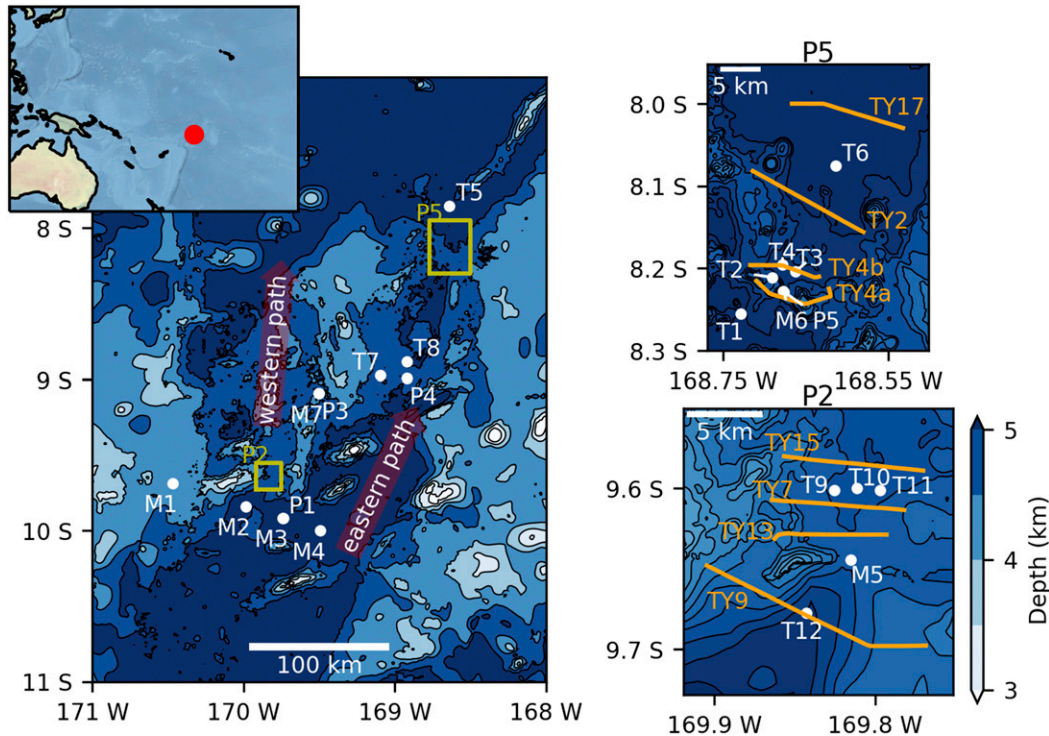 8 S
9 S
10 S
11 S
171 W
170 W
169 W
168 W
T5
P5
western path
T8
T7
P4
M7
P3
P2
eastern path
M1
P1
M2
M3
M4
100 km
P5
5 km
8.0 S
8.1 S
8.2 S
8.3 S
168.75 W
168.55 W
TY17
T6
TY2
T4
T3
T2
TY4b
TY4a
M6
P5
T1
P2
5 km
9.6 S
9.7 S
169.9 W
169.8 W
TY15
T10
T9
T11
TY7
TY13
M5
TY9
T12
5
4
3
Depth (km)